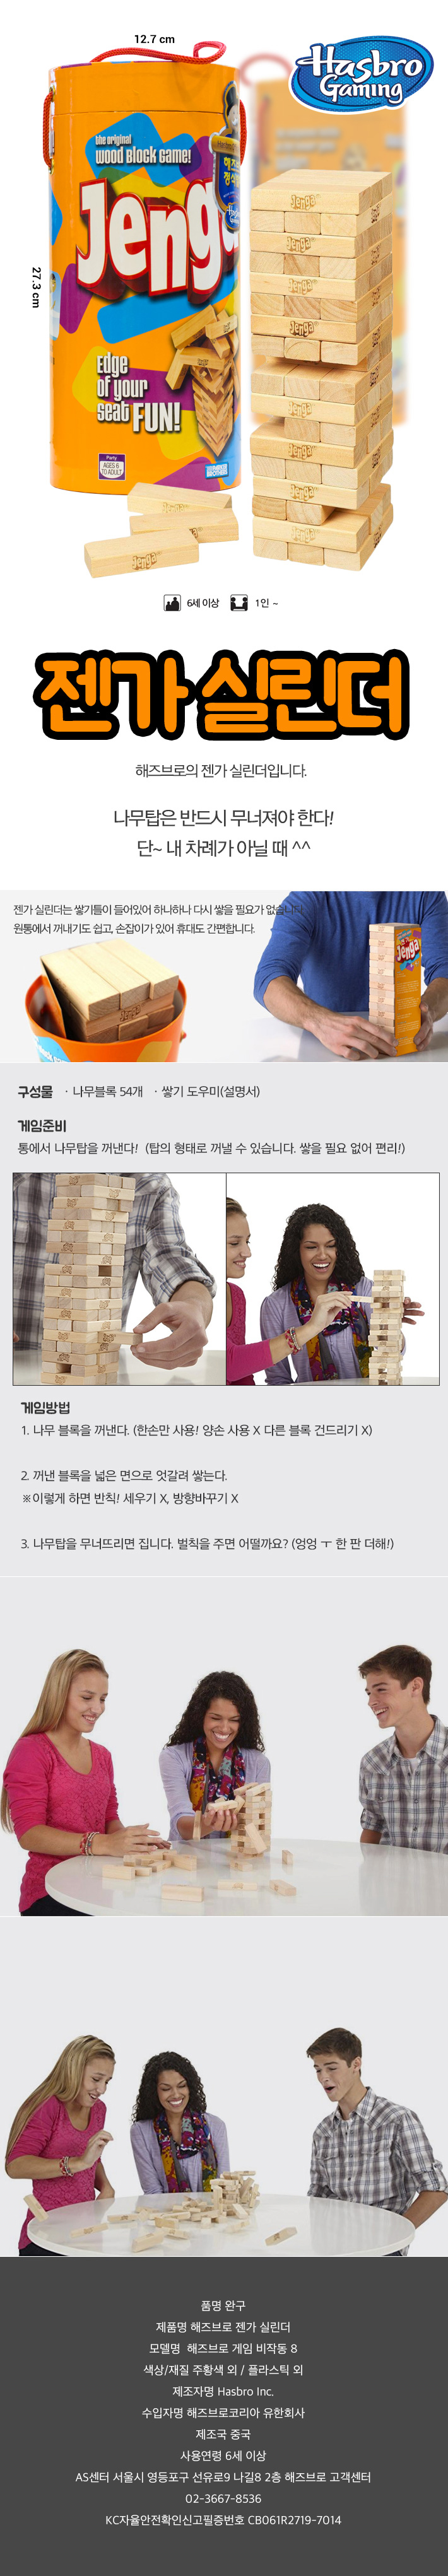 12.7 cm
Hasbro
Gaming
27.3 cm
the original
wood block game!
Jenga
Edge
of your
seat FUN!
Party
AGES 6
TO ADULT
PARKER
BROTHERS
Jenga
6세 이상 1인 ~
젠가 실린더
해즈브로의 젠가 실린더입니다.
나무탑은 반드시 무너져야 한다!
단~ 내 차례가 아닐 때 ^^
젠가 실린더는 쌓기틀이 들어있어 하나하나 다시 쌓을 필요가 없습니다
원통에서 꺼내기도 쉽고, 손잡이가 있어 휴대도 간편합니다.
Jenga
구성물 · 나무블록 54개 · 쌓기 도우미(설명서)
게임준비
통에서 나무탑을 꺼낸다! (탑의 형태로 꺼낼 수 있습니다. 쌓을 필요 없어 편리!)
게임방법
1. 나무 블록을 꺼낸다. (한손만 사용! 양손 사용 X 다른 블록 건드리기 X)
2. 꺼낸 블록을 넓은 면으로 엇갈려 쌓는다.
※이렇게 하면 반칙! 세우기 X, 방향바꾸기 X
3. 나무탑을 무너뜨리면 집니다. 벌칙을 주면 어떨까요? (엉엉 ㅜ 한 판 더해!)
품명 완구
제품명 해즈브로 젠가 실린더
모델명 해즈브로 게임 비작동 8
색상/재질 주황색 외 / 플라스틱 외
제조자명 Hasbro Inc.
수입자명 해즈브로코리아 유한회사
제조국 중국
사용연령 6세 이상
AS센터 서울시 영등포구 선유로9 나길8 2층 해즈브로 고객센터
02-3667-8536
KC자율안전확인신고필증번호 CB061R2719-7014